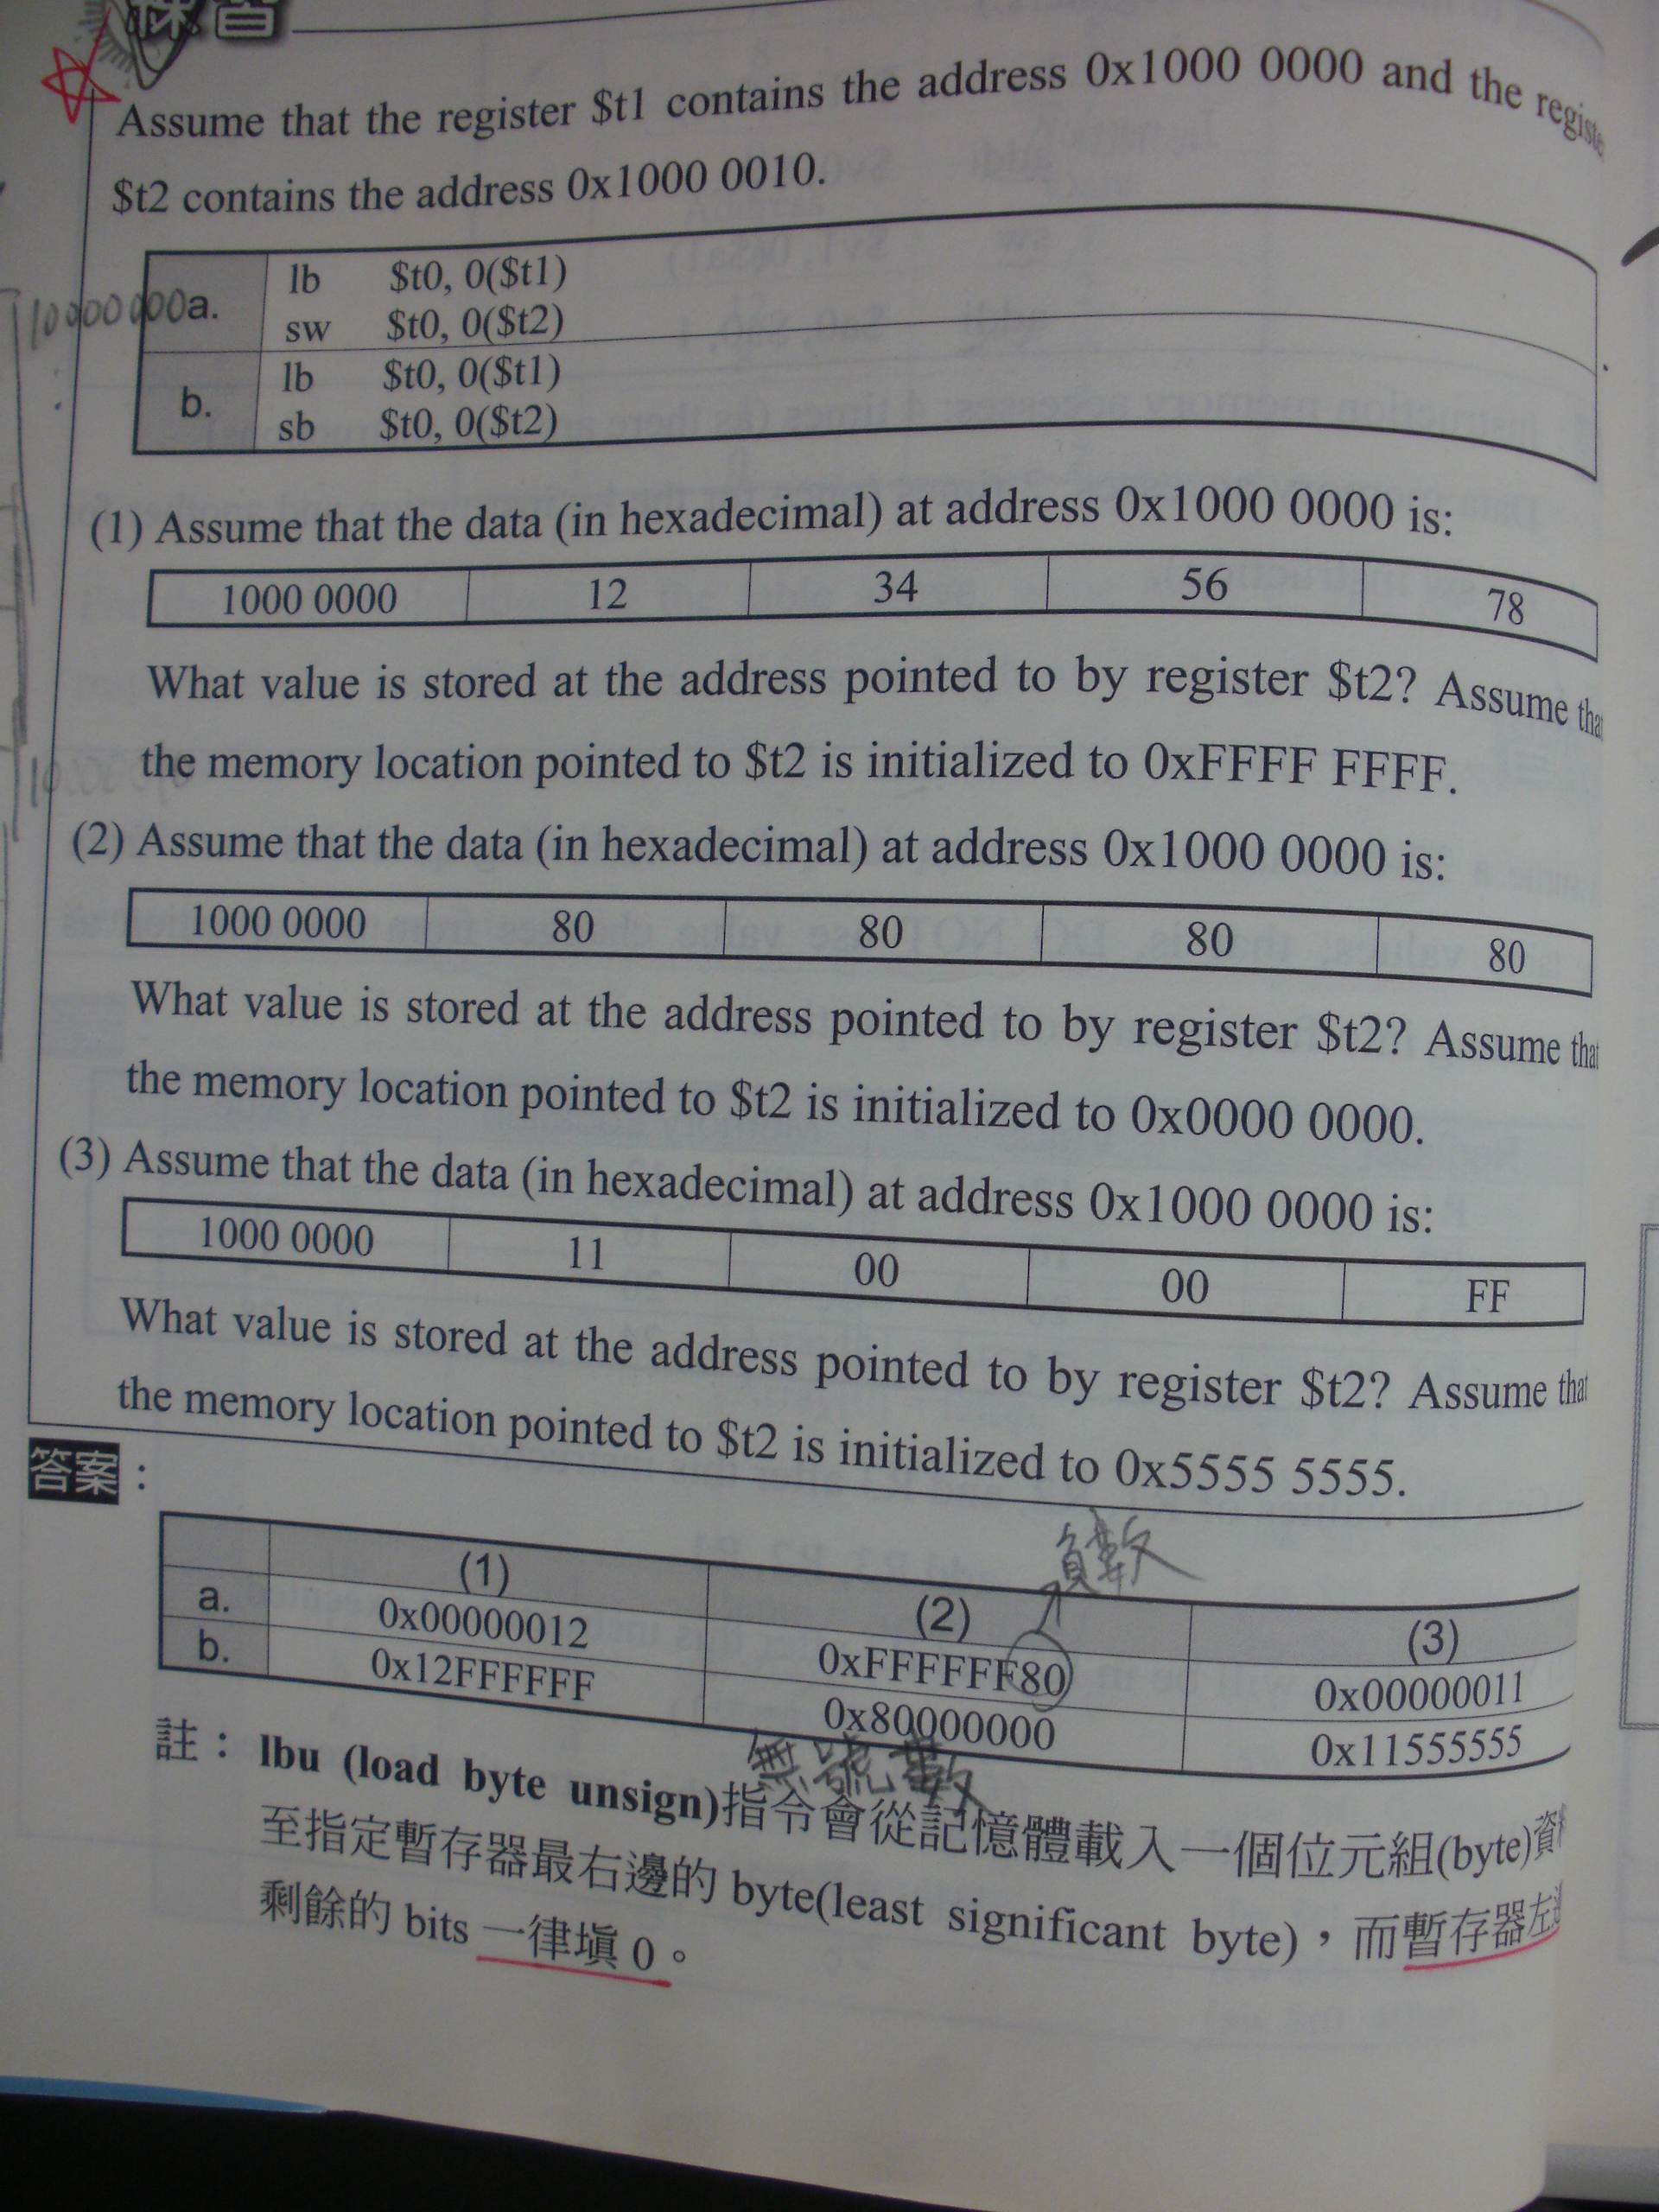 練習
Assume that the register $t1 contains the address 0x1000 0000 and the
$t2 contains the address 0x1000 0010.
10000000
a.
lb $t0, 0($t1)
sw $t0, 0($t2)
b.
lb $t0, 0($t1)
sb $t0, 0($t2)
(1) Assume that the data (in hexadecimal) at address 0x1000 0000 is:
1000 0000 12 34 56 78
What value is stored at the address pointed to by register $t2? Assume
the memory location pointed to $t2 is initialized to 0xFFFF FFFF.
(2) Assume that the data (in hexadecimal) at address 0x1000 0000 is:
1000 0000 80 80 80 80
What value is stored at the address pointed to by register $t2? Assume that
the memory location pointed to $t2 is initialized to 0x0000 0000.
(3) Assume that the data (in hexadecimal) at address 0x1000 0000 is:
1000 0000 11 00 00 FF
What value is stored at the address pointed to by register $t2? Assume that
the memory location pointed to $t2 is initialized to 0x5555 5555.
答案：
負數
(1) (2) (3)
a. 0x00000012 0xFFFFFF80 0x00000011
b. 0x12FFFFFF 0x80000000 0x11555555
無號數
註：lbu (load byte unsign)指令會從記憶體載入一個位元組(byte)資
至指定暫存器最右邊的 byte(least significant byte)，而暫存器左
剩餘的 bits 一律填 0。